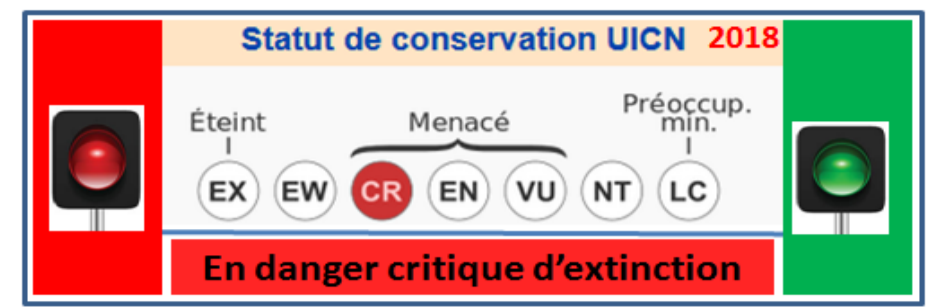 Statut de conservation UICN 2018
Éteint
Menacé
Préoccup.
min.
EX EW CR EN VU NT LC
En danger critique d’extinction